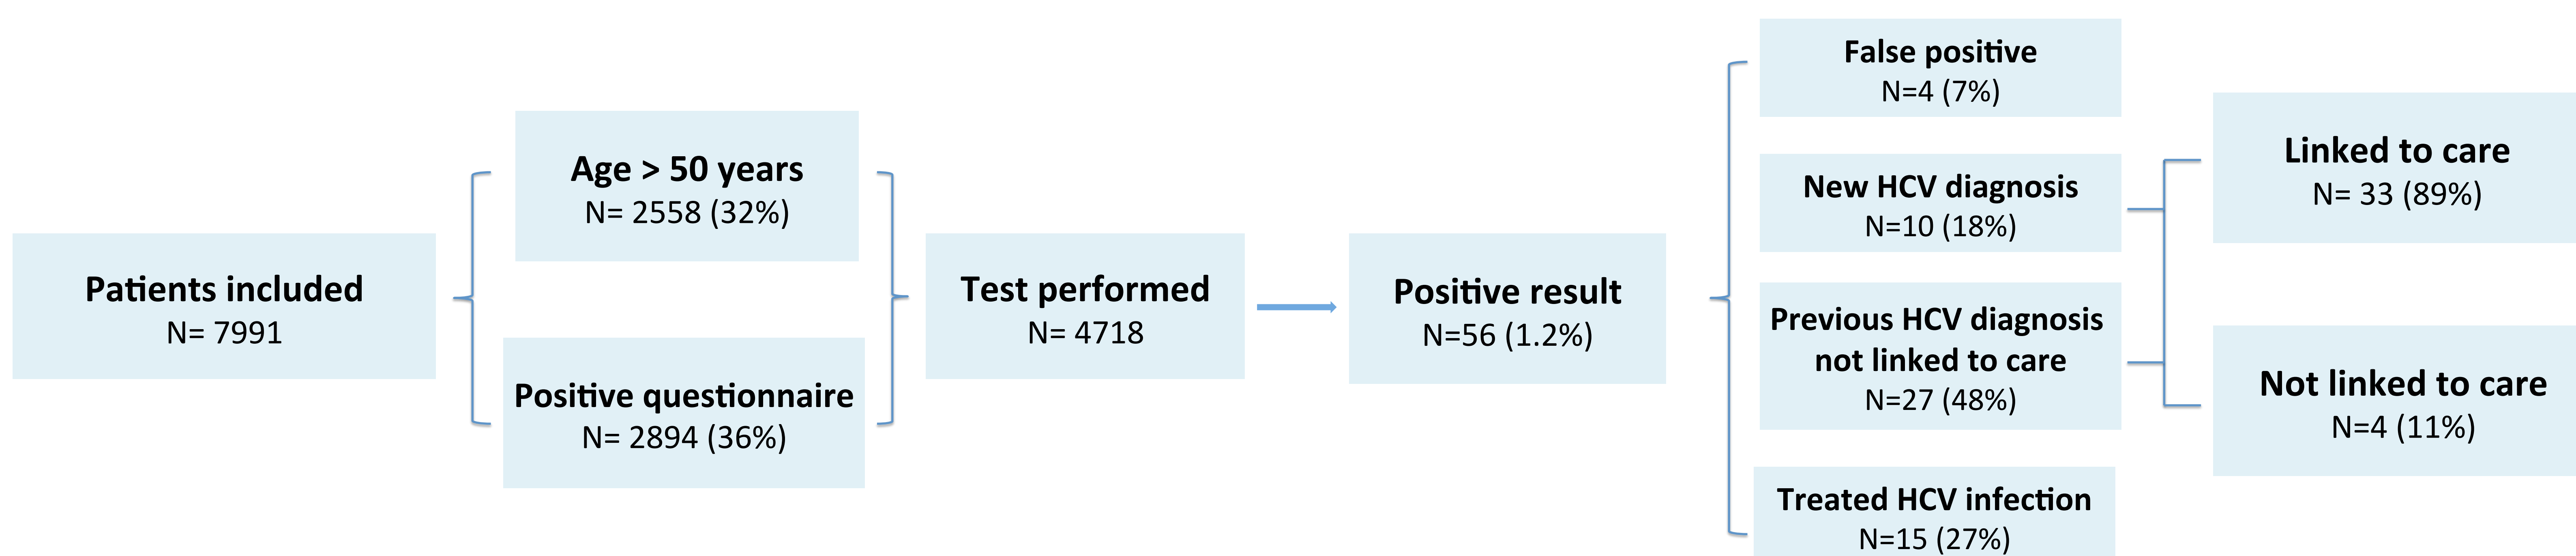 Patients included
N= 7991
Age > 50 years
N= 2558 (32%)
Positive questionnaire
N= 2894 (36%)
Test performed
N= 4718
Positive result
N=56 (1.2%)
False positive
N=4 (7%)
New HCV diagnosis
N=10 (18%)
Previous HCV diagnosis
not linked to care
N=27 (48%)
Treated HCV infection
N=15 (27%)
Linked to care
N= 33 (89%)
Not linked to care
N=4 (11%)